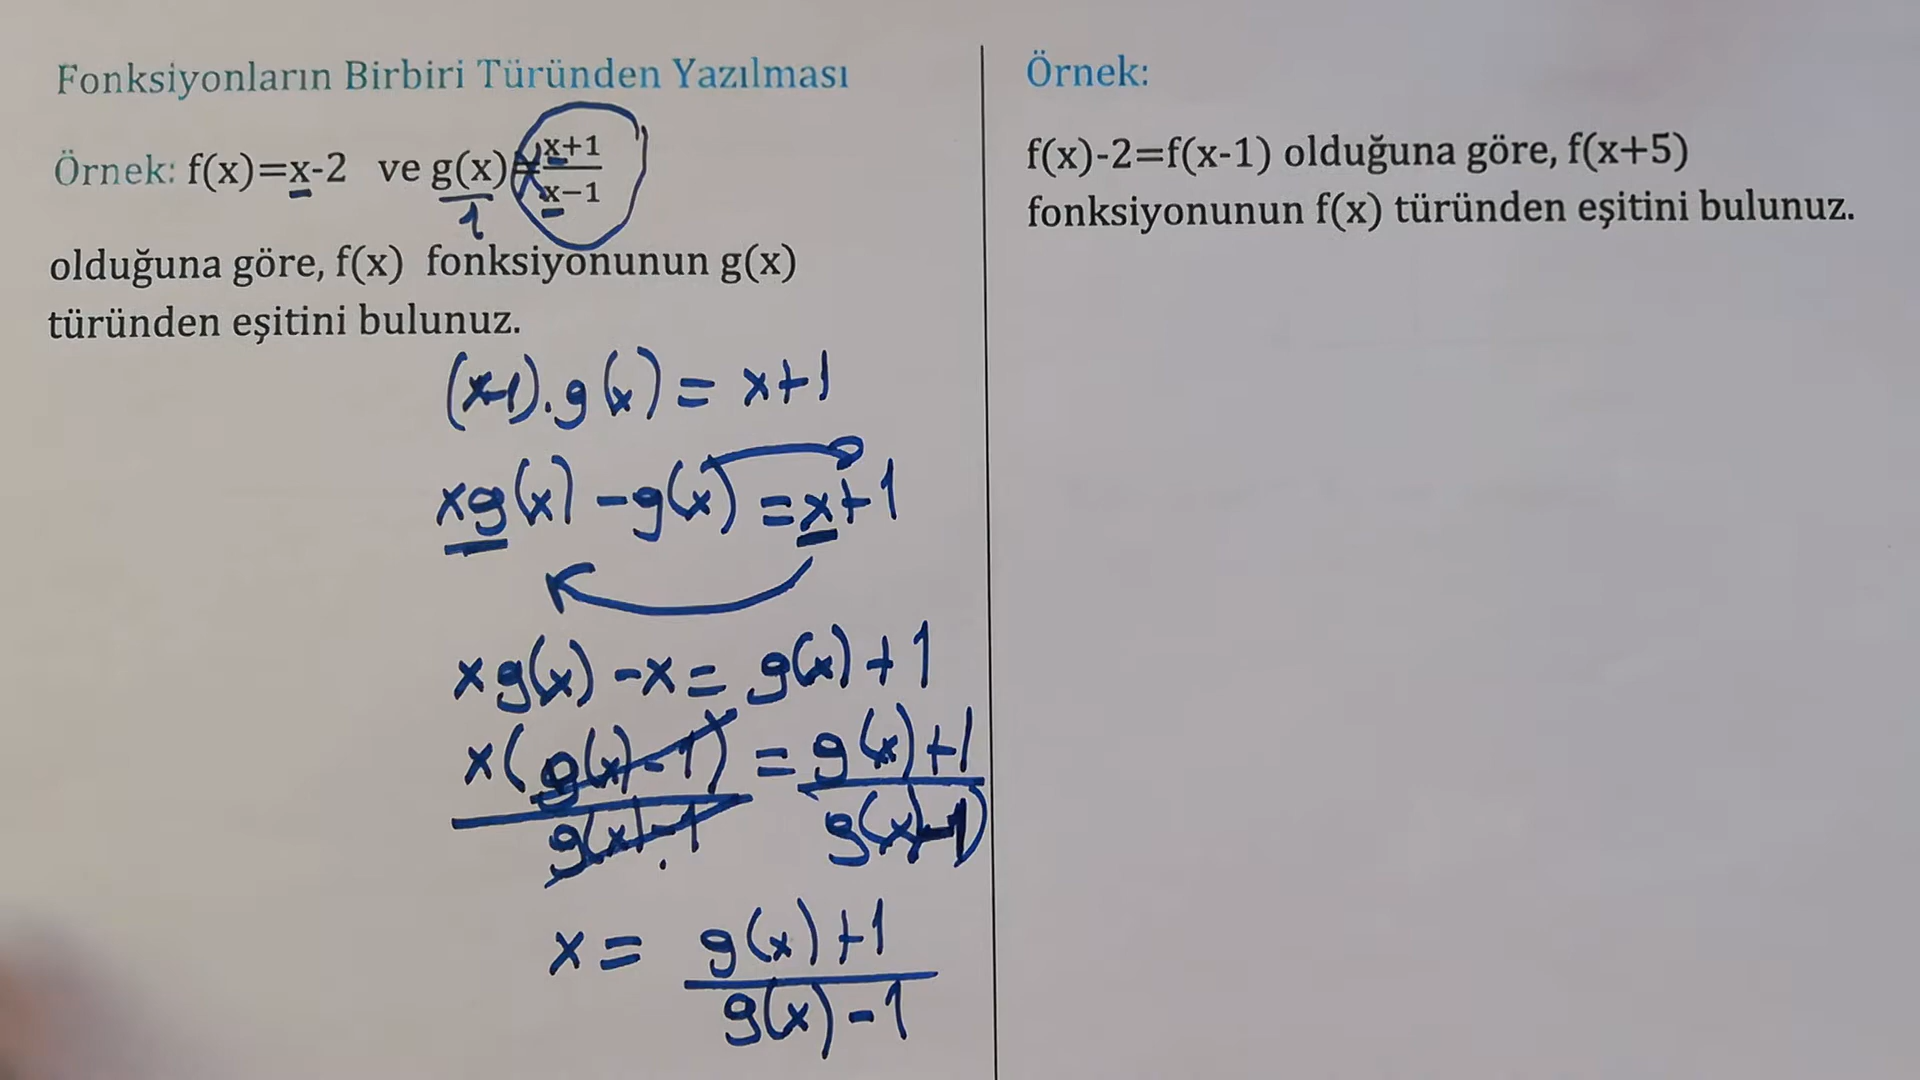 Fonksiyonların Birbiri Türünden Yazılması
Örnek: f(x)=x-2 ve g(x)=x+1/x-1
1
olduğuna göre, f(x) fonksiyonunun g(x)
türünden eşitini bulunuz.
(x-1).g(x) = x+1
xg(x) -g(x) =x+1
xg(x) -x = g(x)+1
x(g(x)-1) = g(x)+1
g(x)-1 g(x)-1
x = g(x)+1
g(x)-1
Örnek:
f(x)-2=f(x-1) olduğuna göre, f(x+5)
fonksiyonunun f(x) türünden eşitini bulunuz.